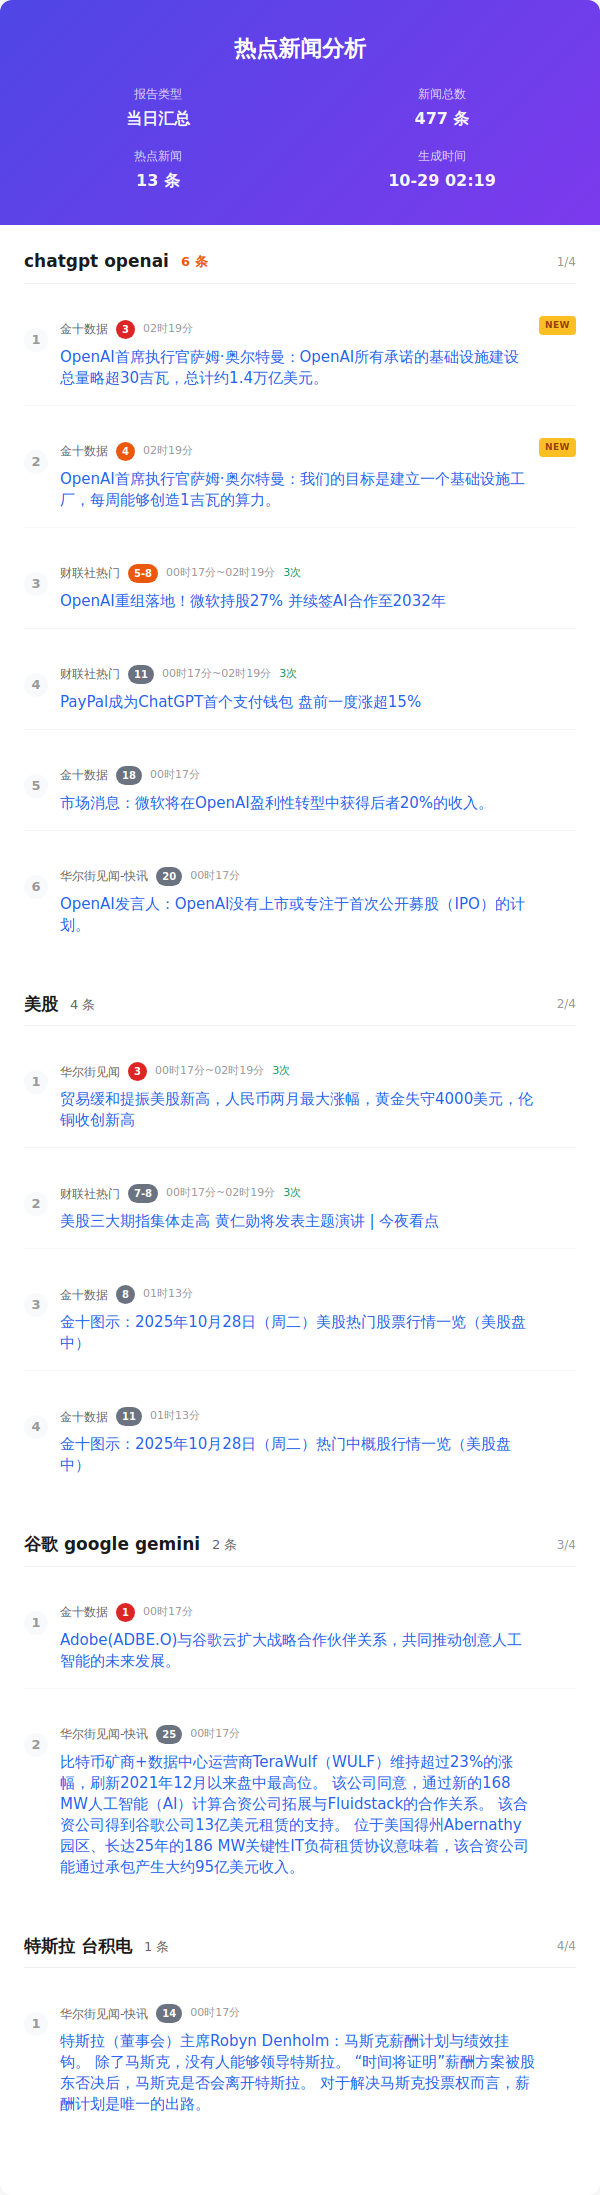 热点新闻分析
报告类型
当日汇总
新闻总数
477 条
热点新闻
13 条
生成时间
10-29 02:19
chatgpt openai 6 条 1/4
1 金十数据 3 02时19分 NEW
OpenAI首席执行官萨姆·奥尔特曼：OpenAI所有承诺的基础设施建设
总量略超30吉瓦，总计约1.4万亿美元。
2 金十数据 4 02时19分 NEW
OpenAI首席执行官萨姆·奥尔特曼：我们的目标是建立一个基础设施工
厂，每周能够创造1吉瓦的算力。
3 财联社热门 5-8 00时17分~02时19分 3次
OpenAI重组落地！微软持股27% 并续签AI合作至2032年
4 财联社热门 11 00时17分~02时19分 3次
PayPal成为ChatGPT首个支付钱包 盘前一度涨超15%
5 金十数据 18 00时17分
市场消息：微软将在OpenAI盈利性转型中获得后者20%的收入。
6 华尔街见闻-快讯 20 00时17分
OpenAI发言人：OpenAI没有上市或专注于首次公开募股（IPO）的计
划。
美股 4 条 2/4
1 华尔街见闻 3 00时17分~02时19分 3次
贸易缓和提振美股新高，人民币两月最大涨幅，黄金失守4000美元，伦
铜收创新高
2 财联社热门 7-8 00时17分~02时19分 3次
美股三大期指集体走高 黄仁勋将发表主题演讲 | 今夜看点
3 金十数据 8 01时13分
金十图示：2025年10月28日（周二）美股热门股票行情一览（美股盘
中）
4 金十数据 11 01时13分
金十图示：2025年10月28日（周二）热门中概股行情一览（美股盘
中）
谷歌 google gemini 2 条 3/4
1 金十数据 1 00时17分
Adobe(ADBE.O)与谷歌云扩大战略合作伙伴关系，共同推动创意人工
智能的未来发展。
2 华尔街见闻-快讯 25 00时17分
比特币矿商+数据中心运营商TeraWulf（WULF）维持超过23%的涨
幅，刷新2021年12月以来盘中最高位。 该公司同意，通过新的168
MW人工智能（AI）计算合资公司拓展与Fluidstack的合作关系。 该合
资公司得到谷歌公司13亿美元租赁的支持。 位于美国得州Abernathy
园区、长达25年的186 MW关键性IT负荷租赁协议意味着，该合资公司
能通过承包产生大约95亿美元收入。
特斯拉 台积电 1 条 4/4
1 华尔街见闻-快讯 14 00时17分
特斯拉（董事会）主席Robyn Denholm：马斯克薪酬计划与绩效挂
钩。 除了马斯克，没有人能够领导特斯拉。 “时间将证明”薪酬方案被股
东否决后，马斯克是否会离开特斯拉。 对于解决马斯克投票权而言，薪
酬计划是唯一的出路。